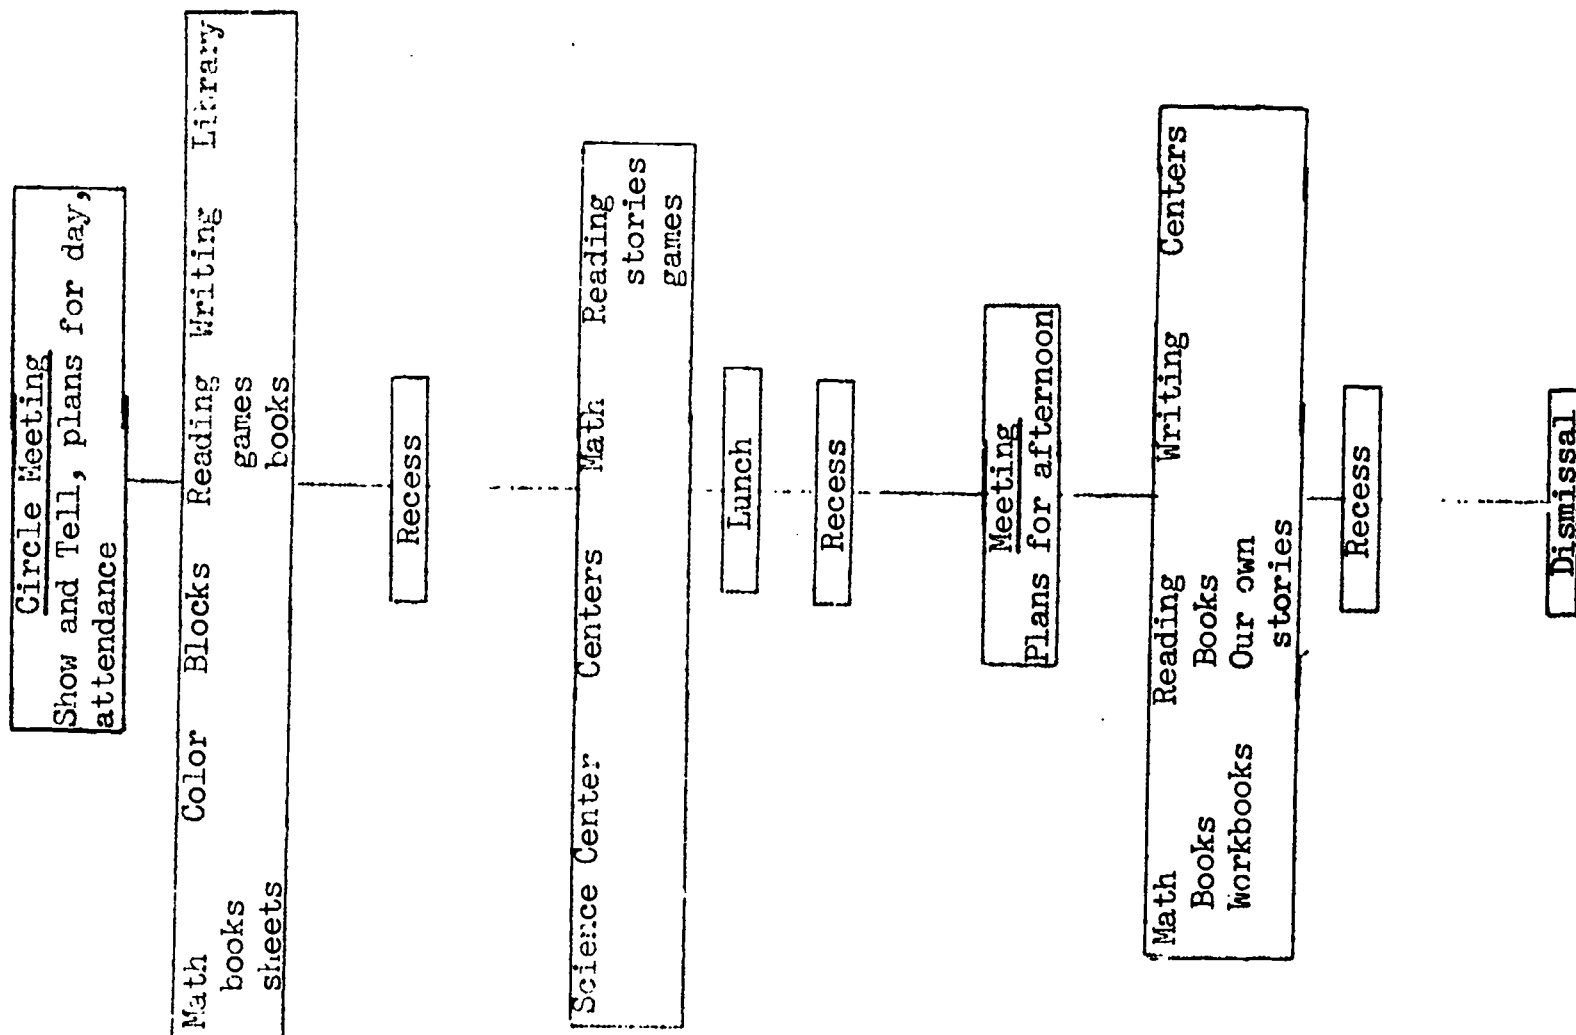 Circle Meeting
Show and Tell, plans for day,
attendance
Math Color Blocks Reading Writing Library
books games
sheets books
Recess
Science Center Centers Math Reading
stories
games
Lunch
Recess
Meeting
Plans for afternoon
Math Reading Writing Centers
Books Books
Workbooks Our own
stories
Recess
Dismissal